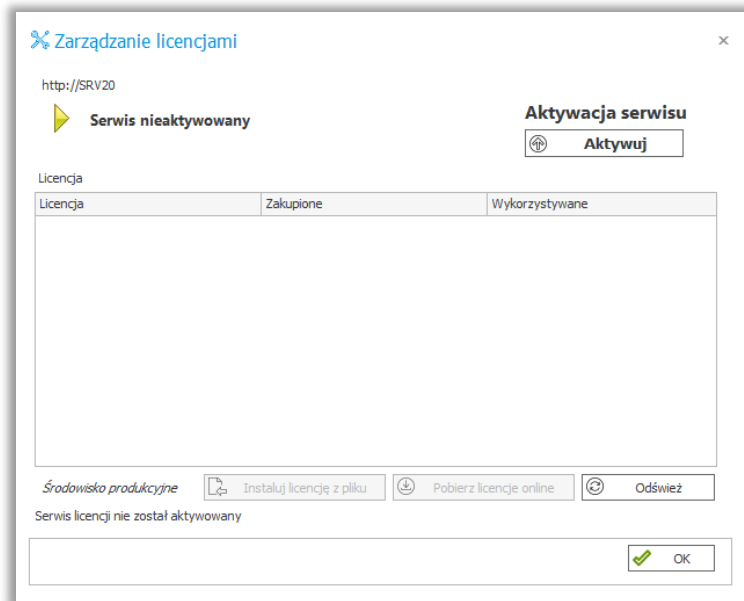 Zarządzanie licencjami
http://SRV20
Serwis nieaktywowany
Aktywacja serwisu
Aktywuj
Licencja
Licencja Zakupione Wykorzystywane
Środowisko produkcyjne Instaluj licencję z pliku Pobierz licencje online Odśwież
Serwis licencji nie został aktywowany
OK